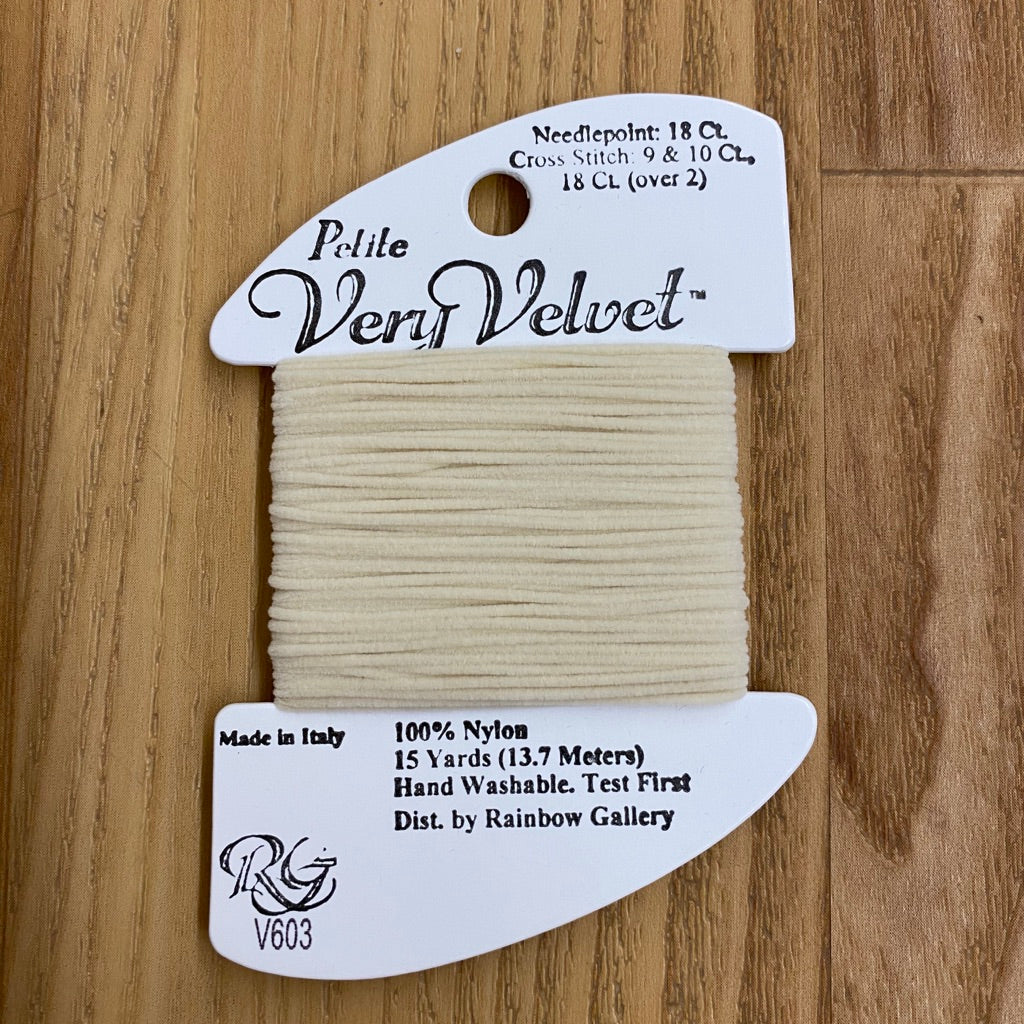 Needlepoint: 18 Ct.
Cross Stitch: 9 & 10 Ct,
18 Ct. (over 2)
Petite
Very Velvet™
Made in Italy
100% Nylon
15 Yards (13.7 Meters)
Hand Washable. Test First
Dist. by Rainbow Gallery
RG
V603